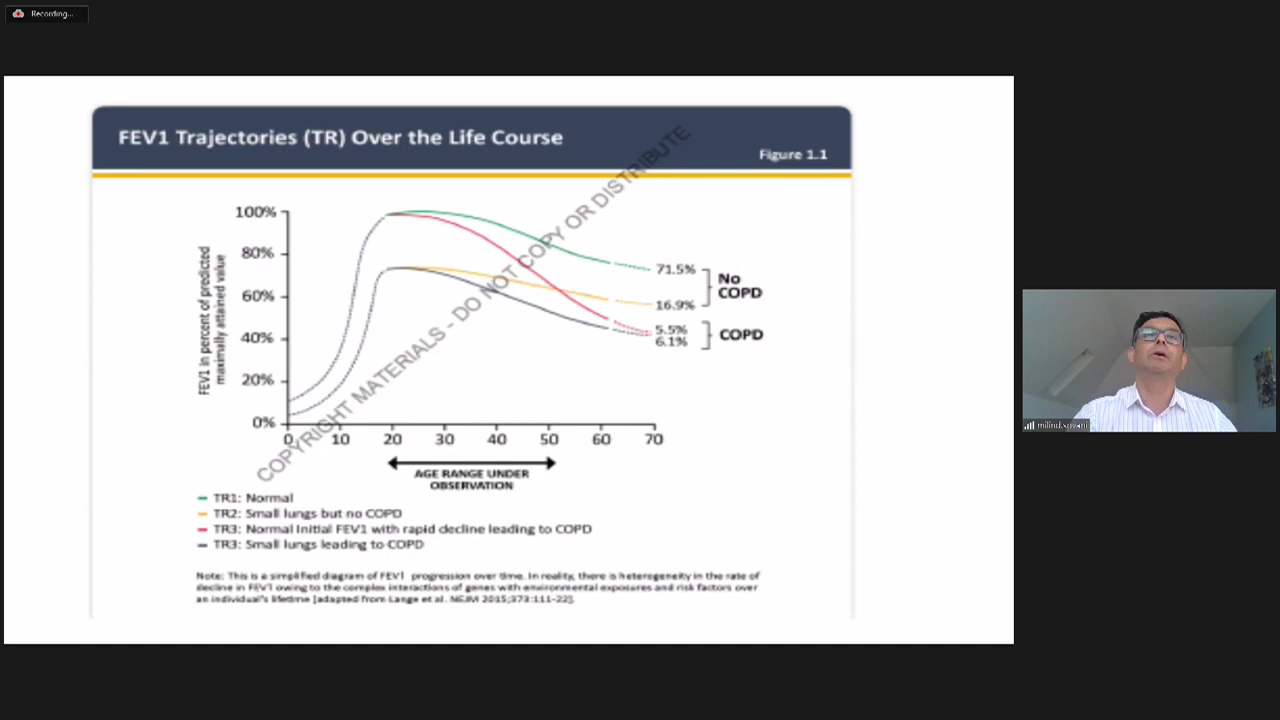 Recording...
FEV1 Trajectories (TR) Over the Life Course
Figure 1.1
COPYRIGHT MATERIALS - DO NOT COPY OR DISTRIBUTE
FEV1 in percent of predicted
maximally attained value
100%
80%
60%
40%
20%
0%
0 10 20 30 40 50 60 70
71.5%
16.9%
No
COPD
5.5%
6.1%
COPD
AGE RANGE UNDER
OBSERVATION
TR1: Normal
TR2: Small lungs but no COPD
TR3: Normal Initial FEV1 with rapid decline leading to COPD
TR3: Small lungs leading to COPD
Note: This is a simplified diagram of FEV1 progression over time. In reality, there is heterogeneity in the rate of
decline in FEV1 owing to the complex interactions of genes with environmental exposures and risk factors over
an individual's lifetime [adapted from Lange et al. NEJM 2015;373:111-22].
milind.sovani